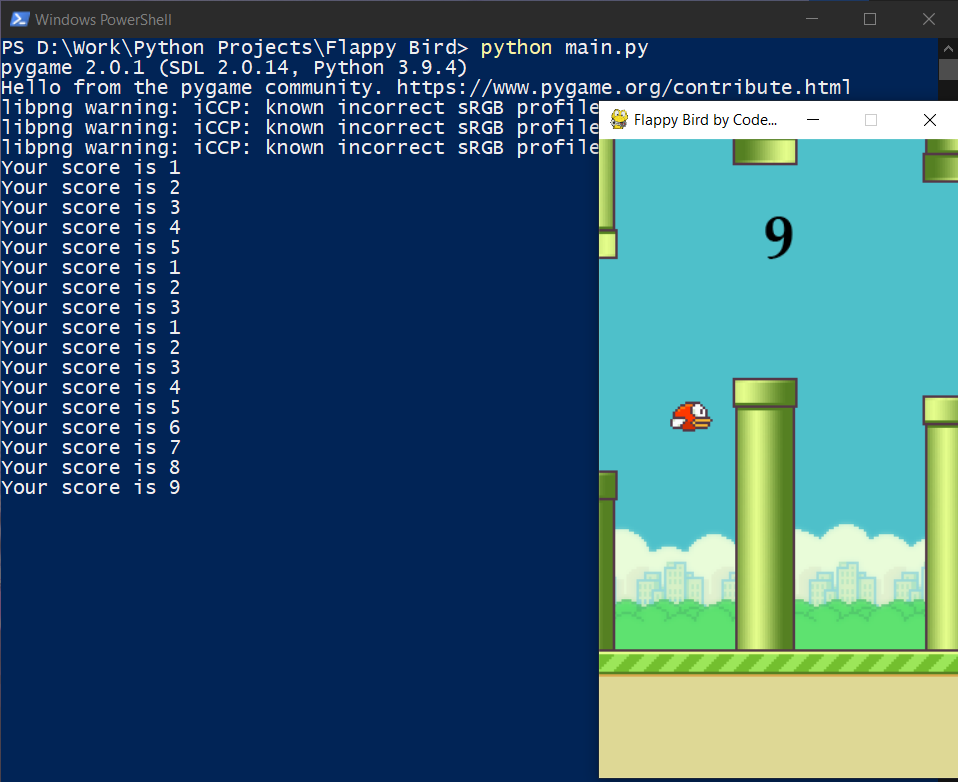 Windows PowerShell
PS D:\Work\Python Projects\Flappy Bird> python main.py
pygame 2.0.1 (SDL 2.0.14, Python 3.9.4)
Hello from the pygame community. https://www.pygame.org/contribute.html
libpng warning: iCCP: known incorrect sRGB profile
libpng warning: iCCP: known incorrect sRGB profile
libpng warning: iCCP: known incorrect sRGB profile
Your score is 1
Your score is 2
Your score is 3
Your score is 4
Your score is 5
Your score is 1
Your score is 2
Your score is 3
Your score is 1
Your score is 2
Your score is 3
Your score is 4
Your score is 5
Your score is 6
Your score is 7
Your score is 8
Your score is 9
Flappy Bird by Code...
9